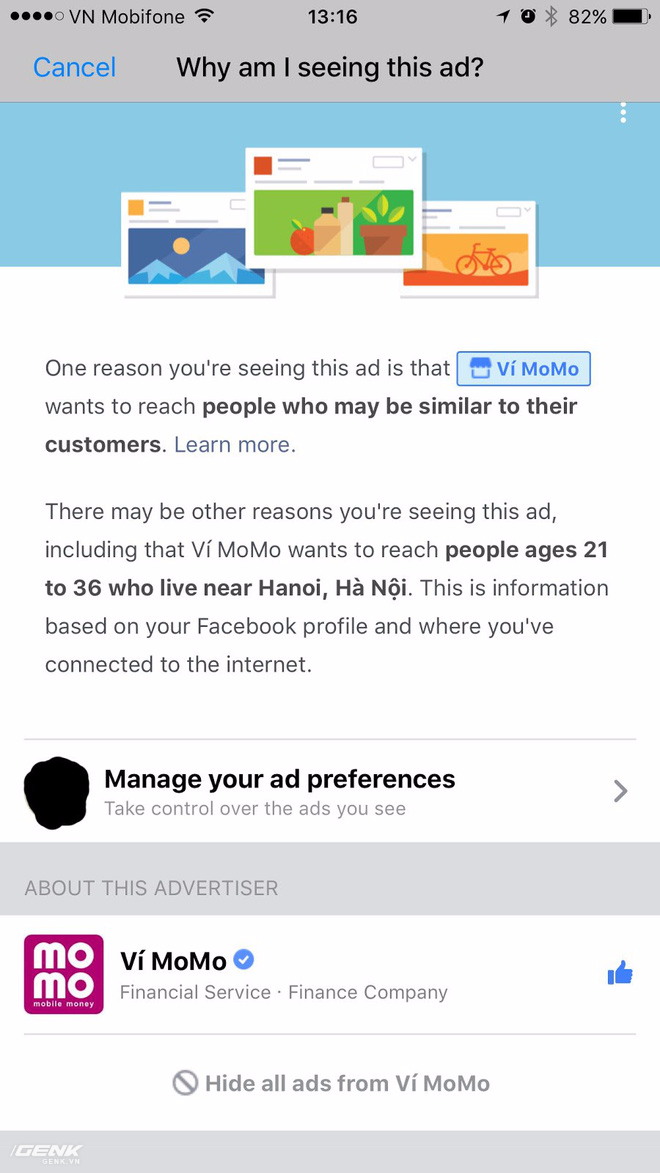 VN Mobifone 13:16 82%
Cancel Why am I seeing this ad?
One reason you're seeing this ad is that Ví MoMo
wants to reach people who may be similar to their
customers. Learn more.
There may be other reasons you're seeing this ad,
including that Ví MoMo wants to reach people ages 21
to 36 who live near Hanoi, Hà Nội. This is information
based on your Facebook profile and where you've
connected to the internet.
Manage your ad preferences
Take control over the ads you see
ABOUT THIS ADVERTISER
mo
mo
mobile money
Ví MoMo
Financial Service · Finance Company
Hide all ads from Ví MoMo
GENK
GENK.VN